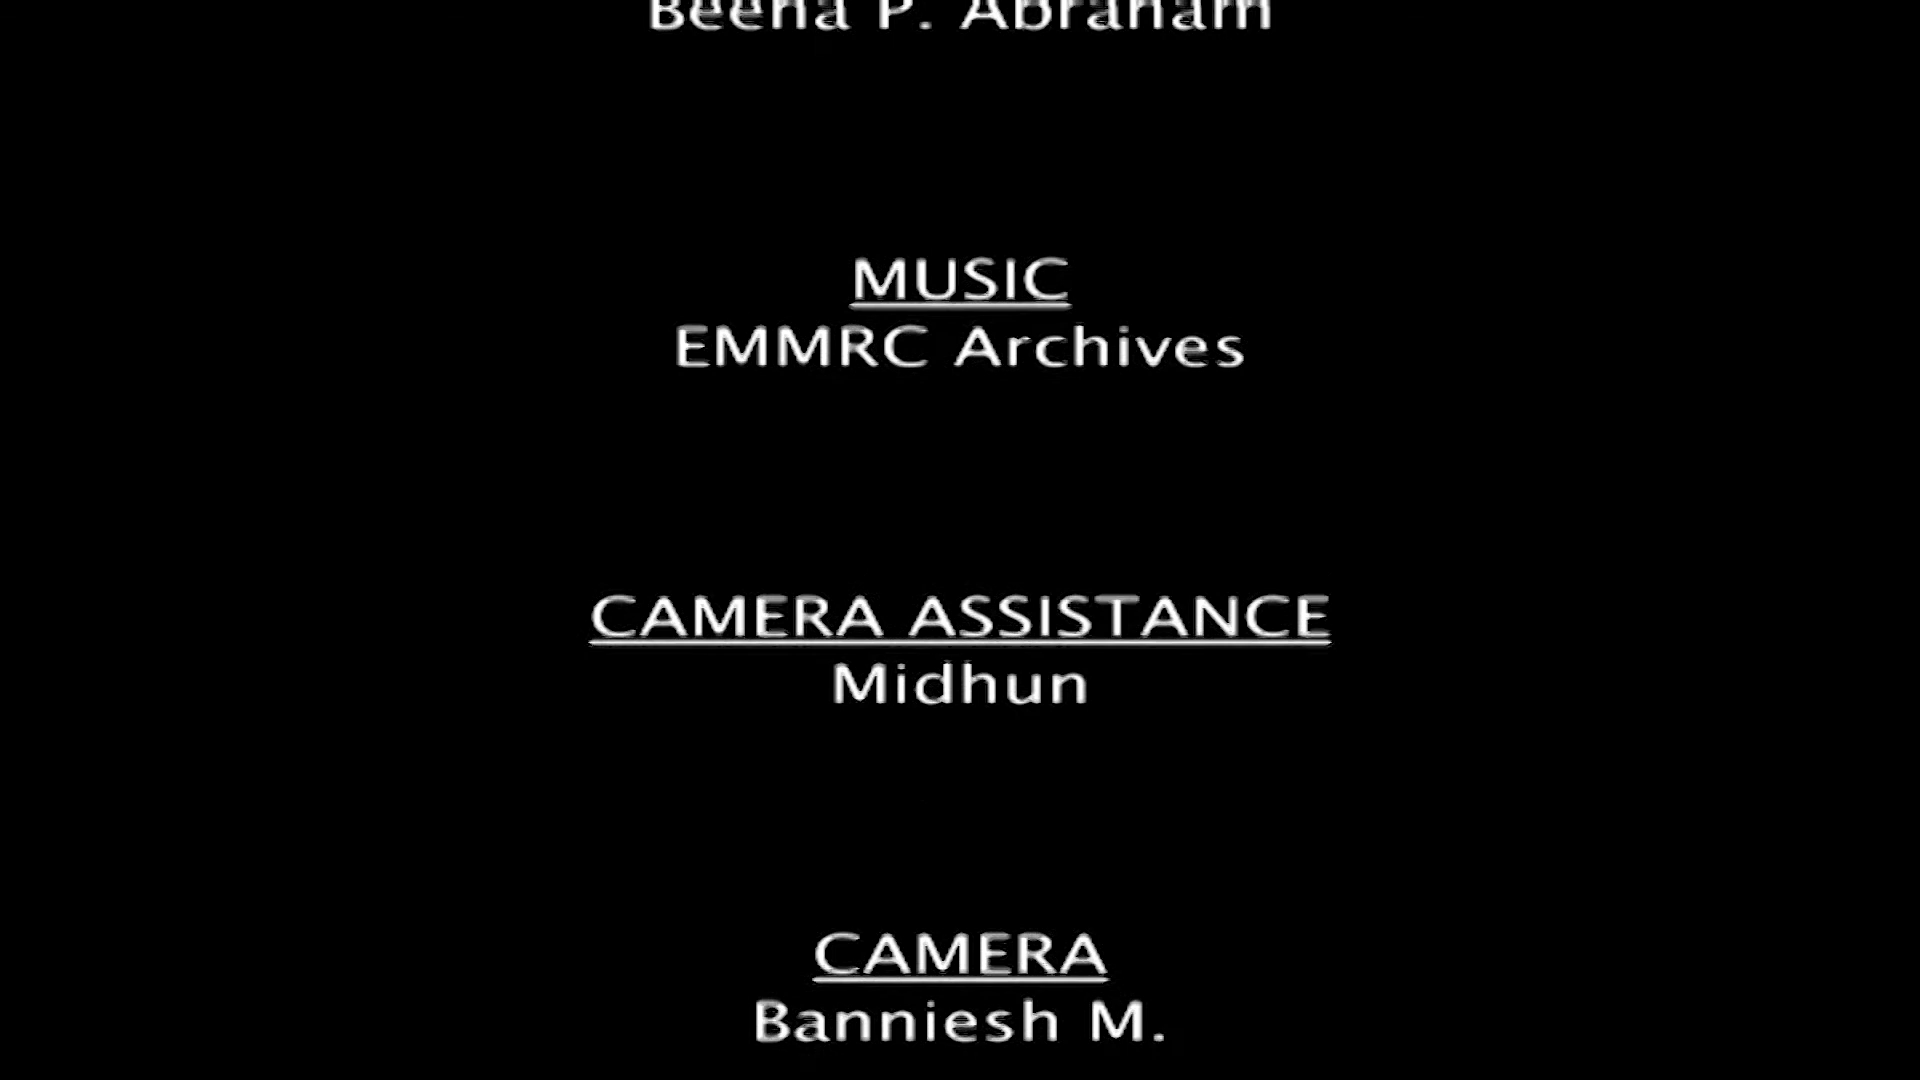 Beena P. Abraham
MUSIC
EMMRC Archives
CAMERA ASSISTANCE
Midhun
CAMERA
Banniesh M.